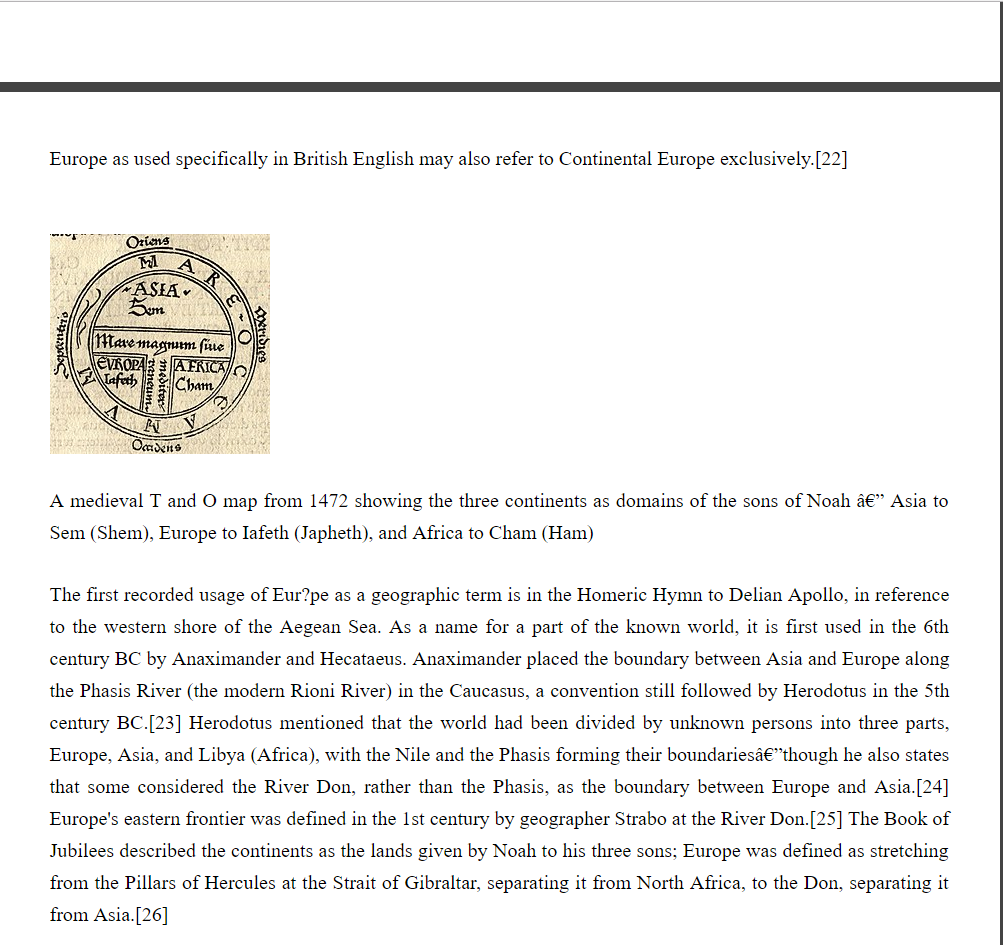 Europe as used specifically in British English may also refer to Continental Europe exclusively.[22]
Oriens
MARE OCEANVM
ASIA
Sem
Mare magnum siue
mediterraneum
EVROPA
Iafeth
AFRICA
Cham
Septentrio
Meridies
Occidens
A medieval T and O map from 1472 showing the three continents as domains of the sons of Noah â€” Asia to
Sem (Shem), Europe to Iafeth (Japheth), and Africa to Cham (Ham)
The first recorded usage of Eur?pe as a geographic term is in the Homeric Hymn to Delian Apollo, in reference
to the western shore of the Aegean Sea. As a name for a part of the known world, it is first used in the 6th
century BC by Anaximander and Hecataeus. Anaximander placed the boundary between Asia and Europe along
the Phasis River (the modern Rioni River) in the Caucasus, a convention still followed by Herodotus in the 5th
century BC.[23] Herodotus mentioned that the world had been divided by unknown persons into three parts,
Europe, Asia, and Libya (Africa), with the Nile and the Phasis forming their boundariesâ€”though he also states
that some considered the River Don, rather than the Phasis, as the boundary between Europe and Asia.[24]
Europe's eastern frontier was defined in the 1st century by geographer Strabo at the River Don.[25] The Book of
Jubilees described the continents as the lands given by Noah to his three sons; Europe was defined as stretching
from the Pillars of Hercules at the Strait of Gibraltar, separating it from North Africa, to the Don, separating it
from Asia.[26]